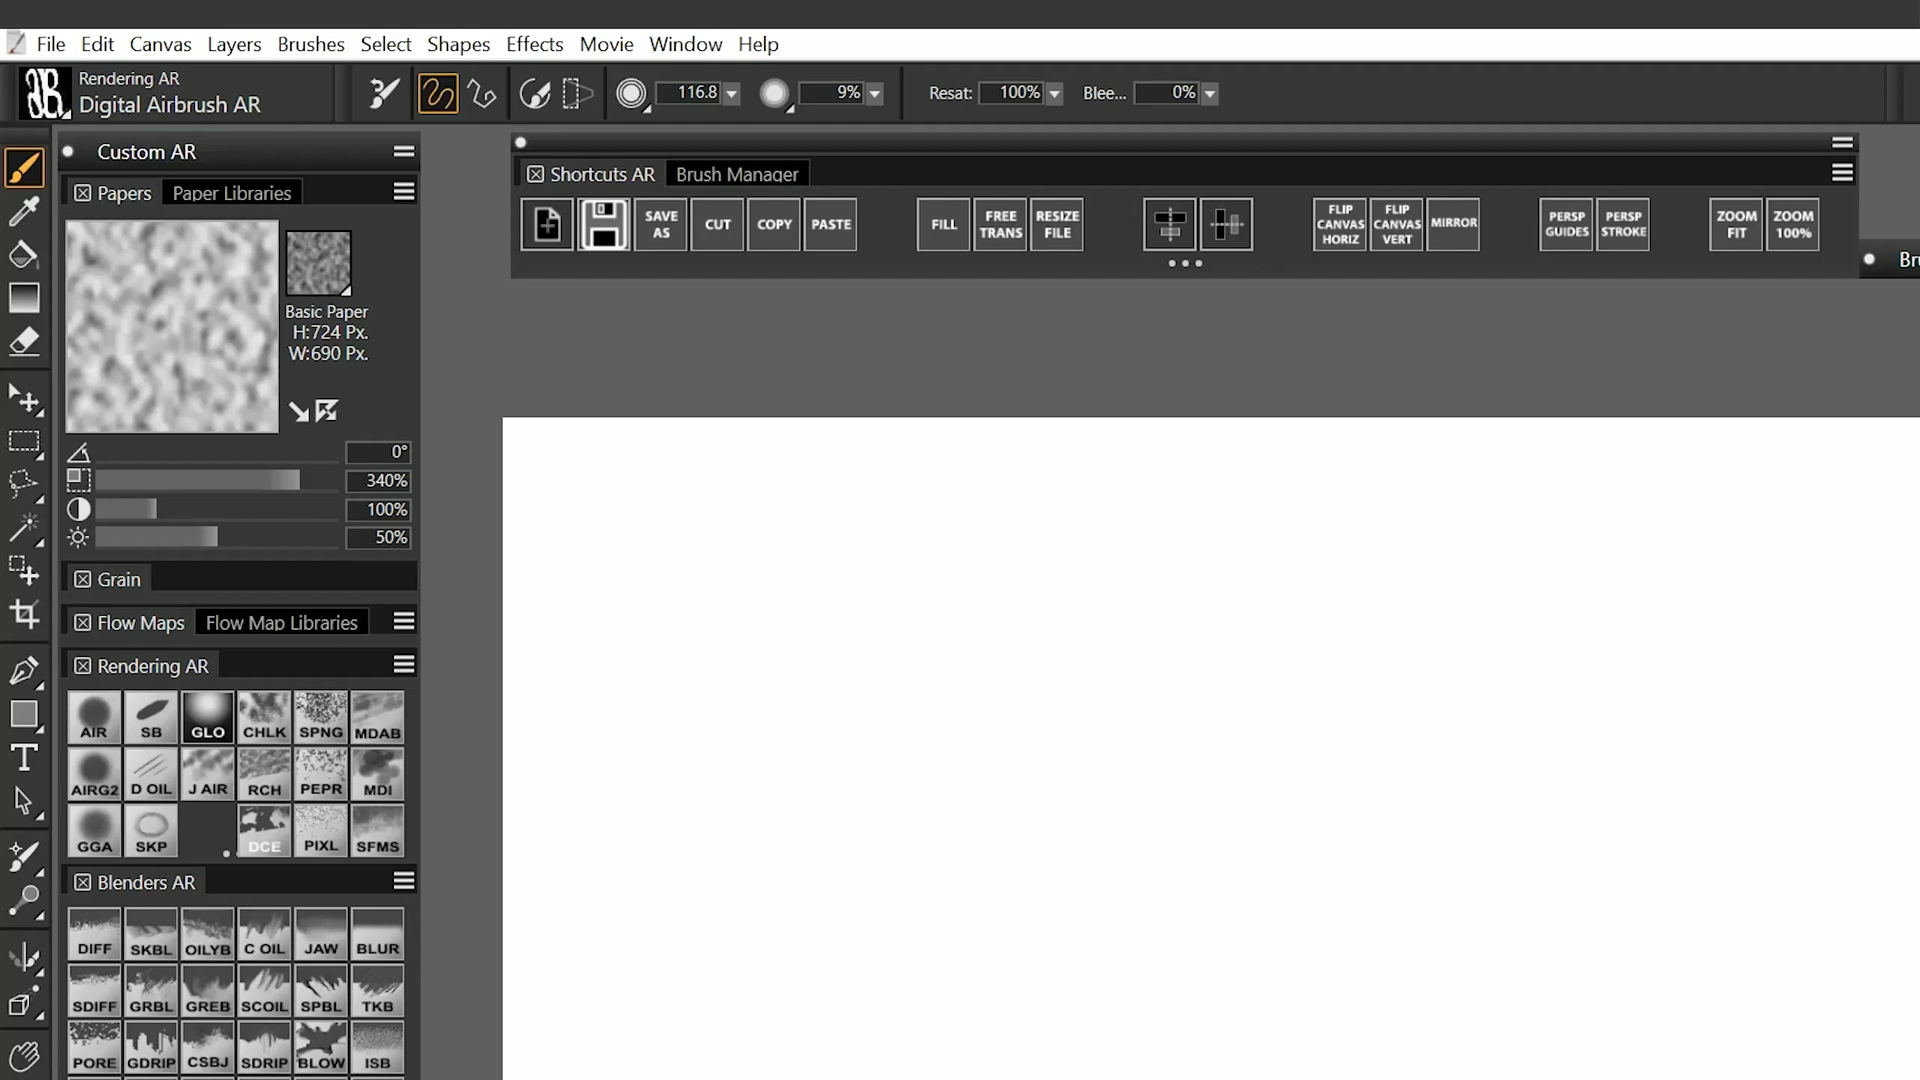 File Edit Canvas Layers Brushes Select Shapes Effects Movie Window Help
Rendering AR
Digital Airbrush AR
116.8
9%
Resat: 100%
Blee... 0%
Custom AR
Papers Paper Libraries
Basic Paper
H:724 Px.
W:690 Px.
0°
340%
100%
50%
Grain
Flow Maps Flow Map Libraries
Rendering AR
AIR SB GLO CHLK SPNG MDAB
AIRG2 D OIL J AIR RCH PEPR MDI
GGA SKP DCE PIXL SFMS
Blenders AR
DIFF SKBL OILYB C OIL JAW BLUR
SDIFF GRBL GREB SCOIL SPBL TKB
PORE GDRIP CSBJ SDRIP BLOW ISB
Shortcuts AR Brush Manager
SAVE
AS
CUT
COPY
PASTE
FILL
FREE
TRANS
RESIZE
FILE
FLIP
CANVAS
HORIZ
FLIP
CANVAS
VERT
MIRROR
PERSP
GUIDES
PERSP
STROKE
ZOOM
FIT
ZOOM
100%
Bru